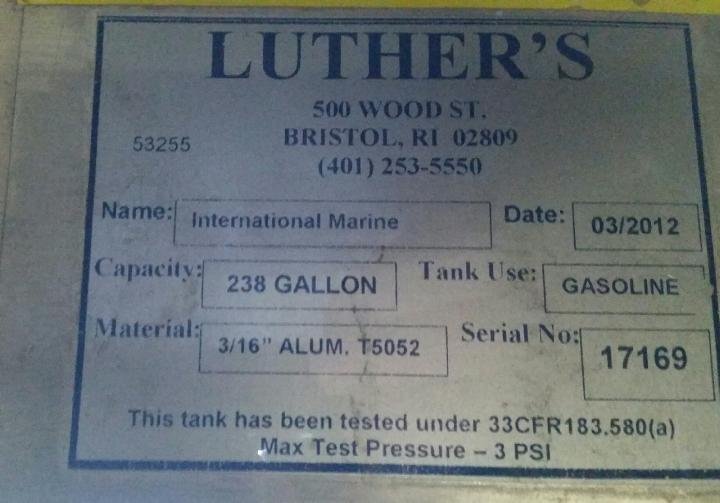 LUTHER'S
500 WOOD ST.
BRISTOL, RI 02809
53255
(401) 253-5550
Name: International Marine Date: 03/2012
Capacity: 238 GALLON Tank Use: GASOLINE
Material: 3/16" ALUM. T5052 Serial No: 17169
This tank has been tested under 33CFR183.580(a)
Max Test Pressure – 3 PSI